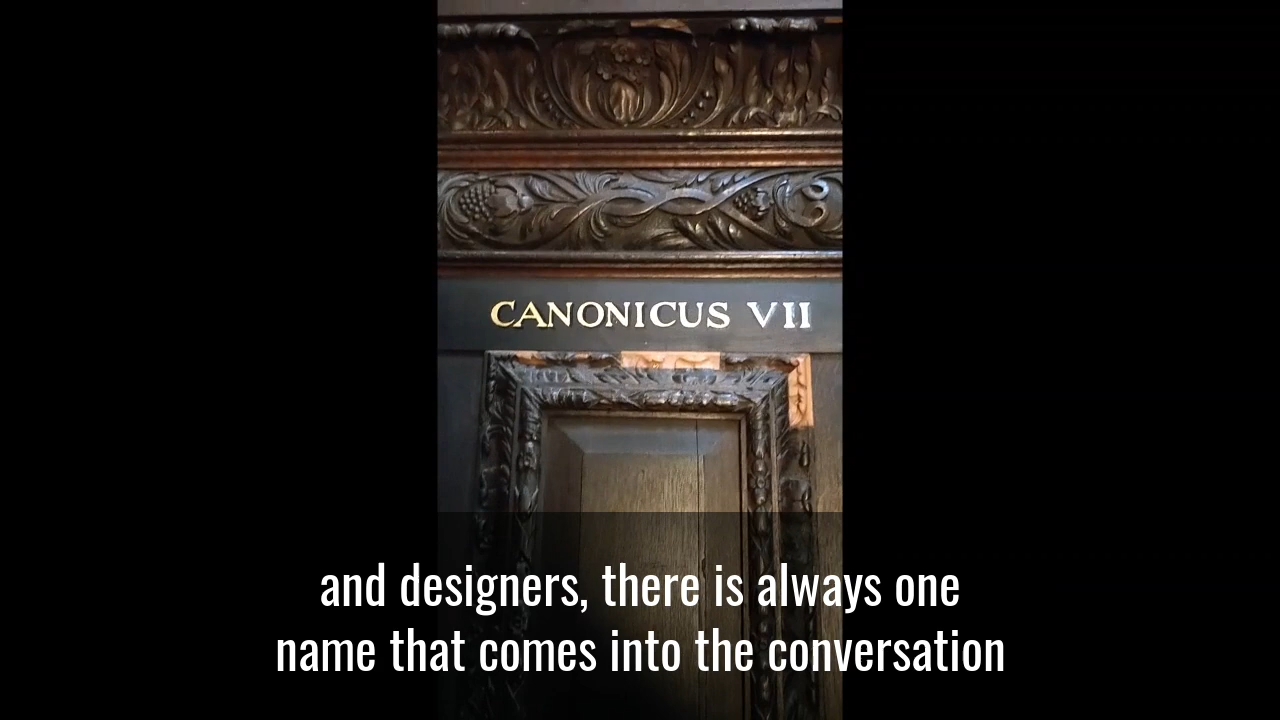 CANONICUS VII
and designers, there is always one
name that comes into the conversation